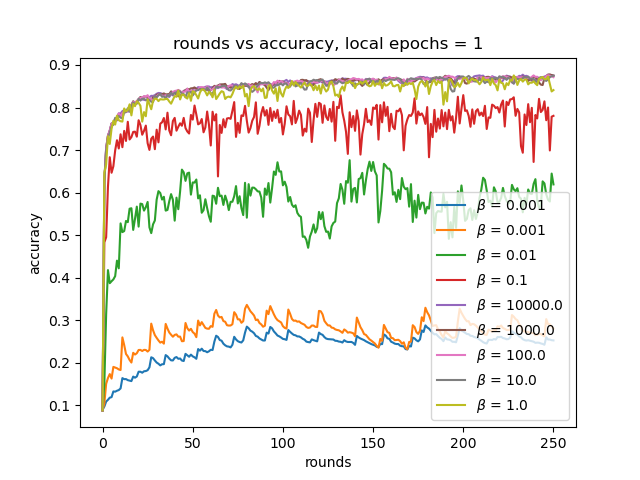 rounds vs accuracy, local epochs = 1
accuracy
0.9
0.8
0.7
0.6
0.5
0.4
0.3
0.2
0.1
β = 0.001
β = 0.001
β = 0.01
β = 0.1
β = 10000.0
β = 1000.0
β = 100.0
β = 10.0
β = 1.0
0 50 100 150 200 250
rounds